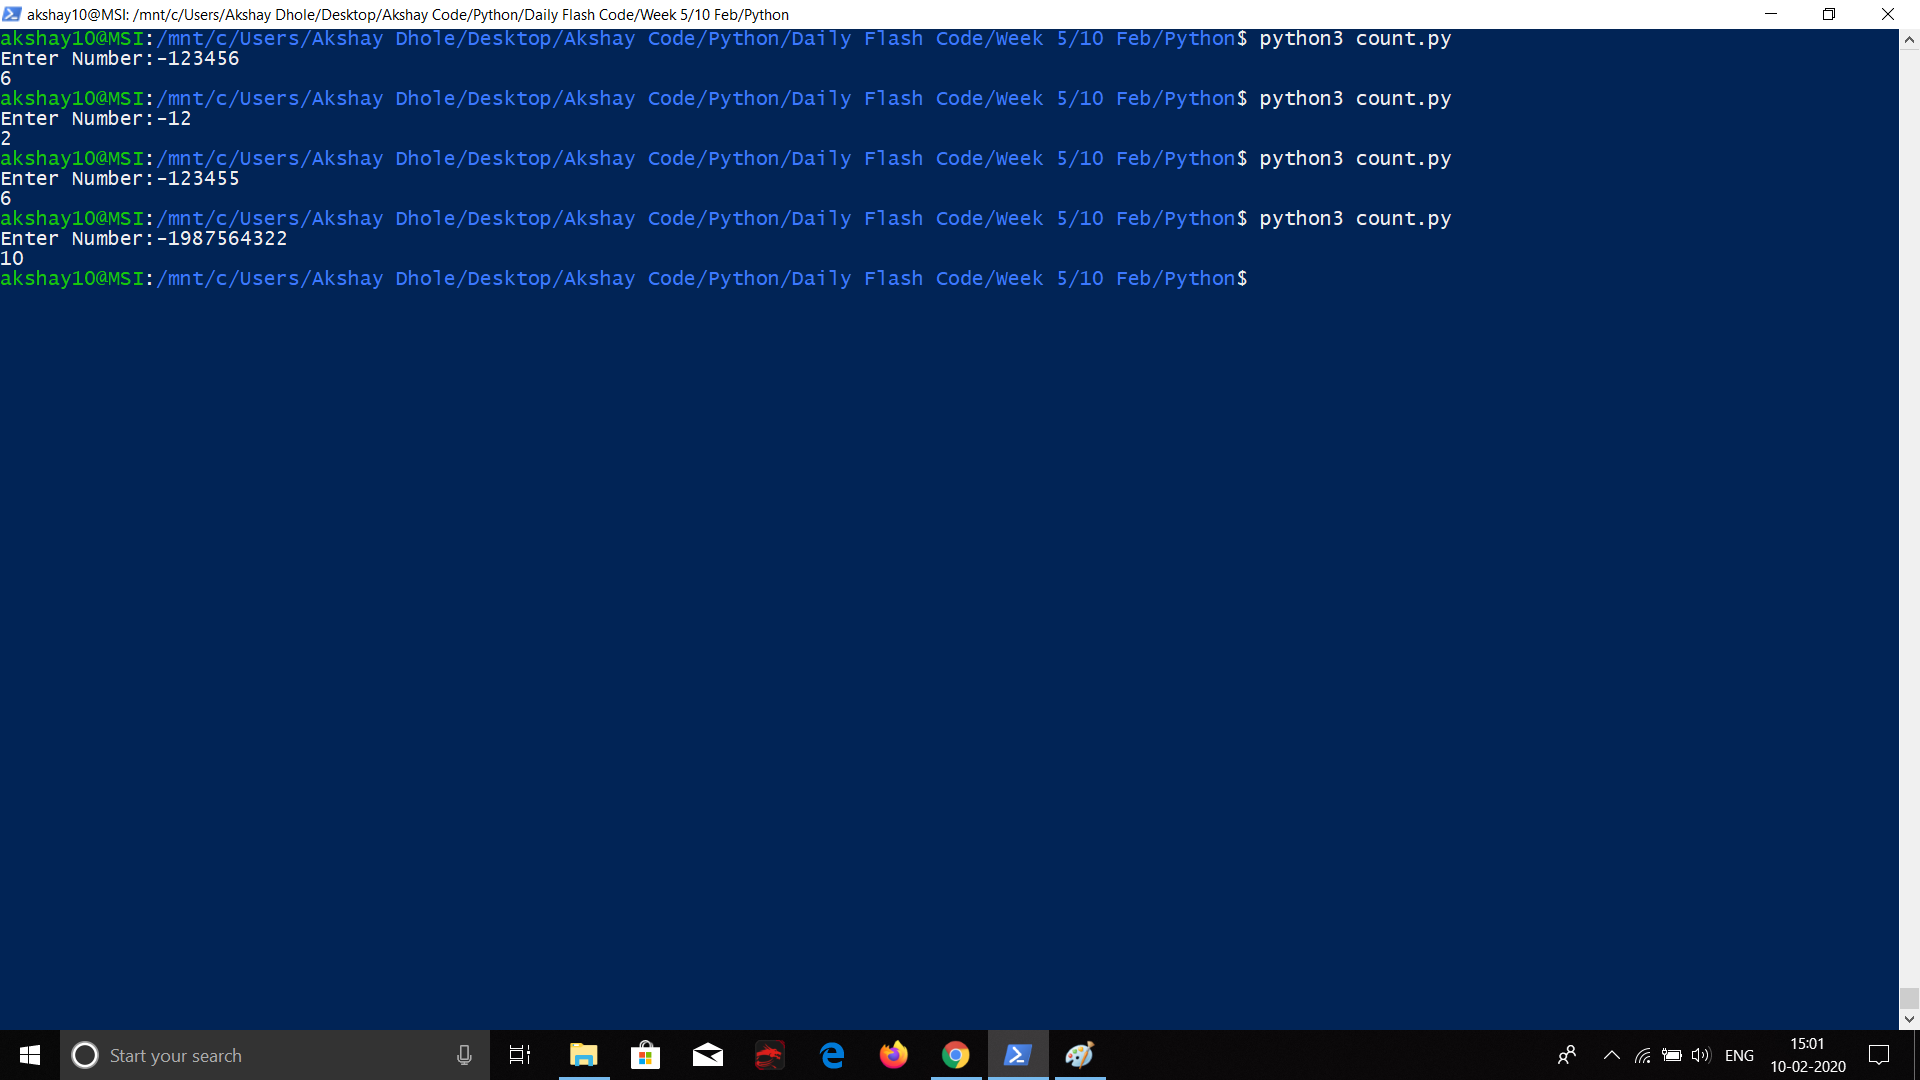 akshay10@MSI: /mnt/c/Users/Akshay Dhole/Desktop/Akshay Code/Python/Daily Flash Code/Week 5/10 Feb/Python
akshay10@MSI:/mnt/c/Users/Akshay Dhole/Desktop/Akshay Code/Python/Daily Flash Code/Week 5/10 Feb/Python$ python3 count.py
Enter Number:-123456
6
akshay10@MSI:/mnt/c/Users/Akshay Dhole/Desktop/Akshay Code/Python/Daily Flash Code/Week 5/10 Feb/Python$ python3 count.py
Enter Number:-12
2
akshay10@MSI:/mnt/c/Users/Akshay Dhole/Desktop/Akshay Code/Python/Daily Flash Code/Week 5/10 Feb/Python$ python3 count.py
Enter Number:-123455
6
akshay10@MSI:/mnt/c/Users/Akshay Dhole/Desktop/Akshay Code/Python/Daily Flash Code/Week 5/10 Feb/Python$ python3 count.py
Enter Number:-1987564322
10
akshay10@MSI:/mnt/c/Users/Akshay Dhole/Desktop/Akshay Code/Python/Daily Flash Code/Week 5/10 Feb/Python$
Start your search
ENG
15:01
10-02-2020